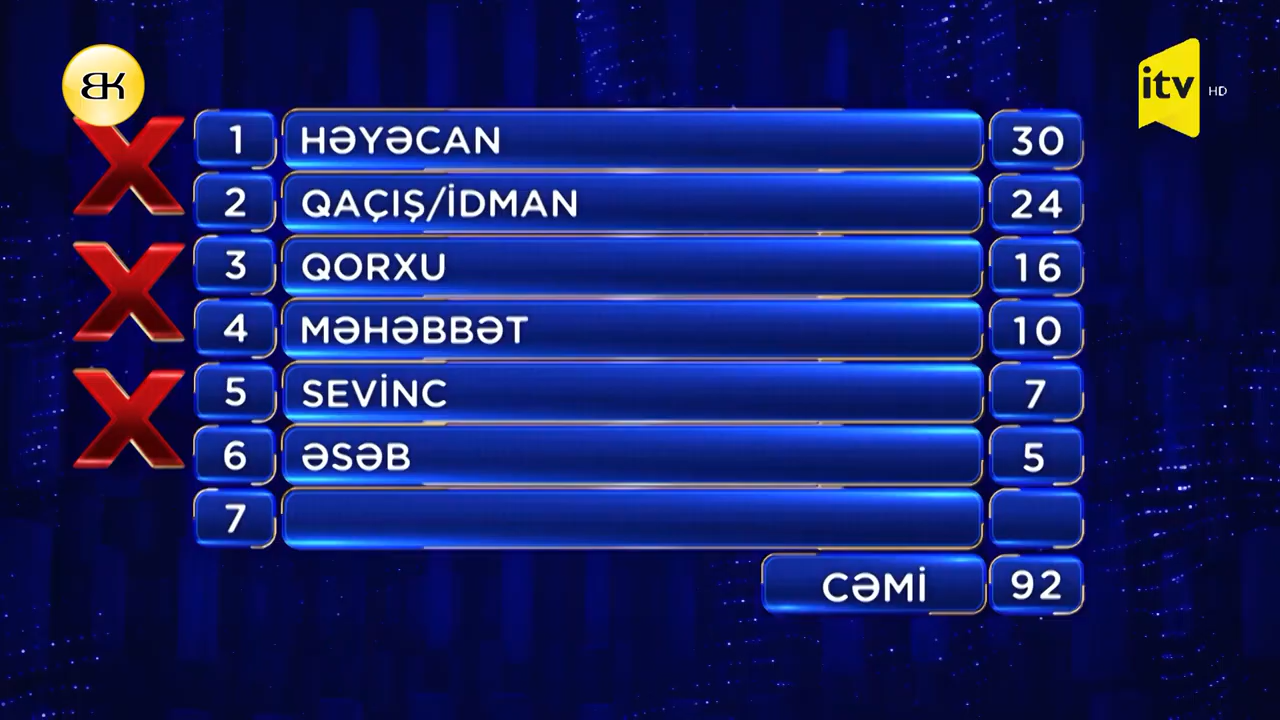 BK
itv HD
1 HƏYƏCAN 30
2 QAÇIŞ/İDMAN 24
3 QORXU 16
4 MƏHƏBBƏT 10
5 SEVİNC 7
6 ƏSƏB 5
7
CƏMİ 92
X
X
X